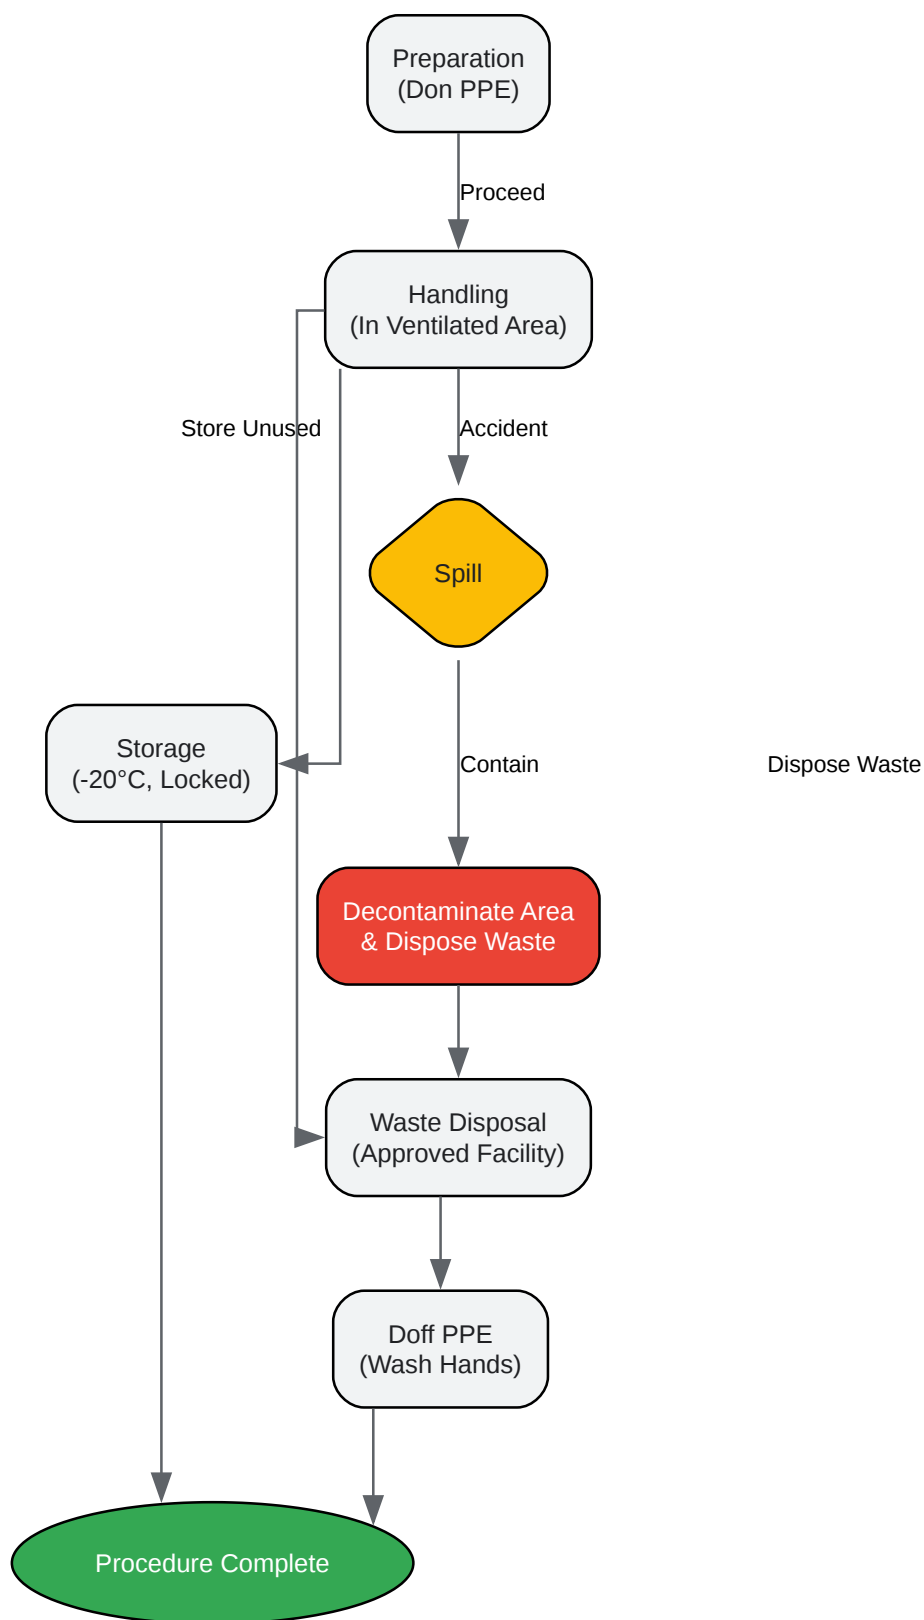 Preparation
(Don PPE)
Proceed
Handling
(In Ventilated Area)
Store Unused
Accident
Spill
Storage
(-20°C, Locked)
Contain
Dispose Waste
Decontaminate Area
& Dispose Waste
Waste Disposal
(Approved Facility)
Doff PPE
(Wash Hands)
Procedure Complete